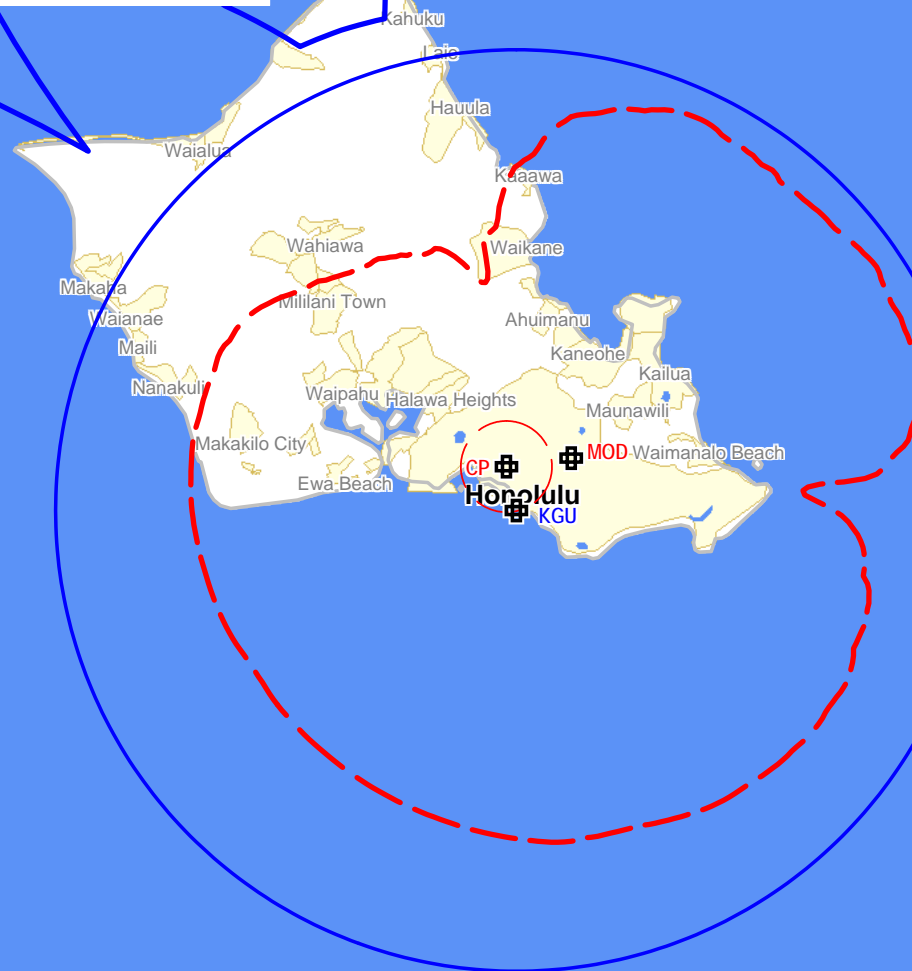 Kahuku
Laie
Hauula
Waialua
Kaaawa
Wahiawa
Waikane
Makaha
Mililani Town
Waianae
Ahuimanu
Maili
Kaneohe
Nanakuli
Kailua
Waipahu
Halawa Heights
Maunawili
Makakilo City
MOD
Waimanalo Beach
CP
Ewa Beach
Honolulu
KGU